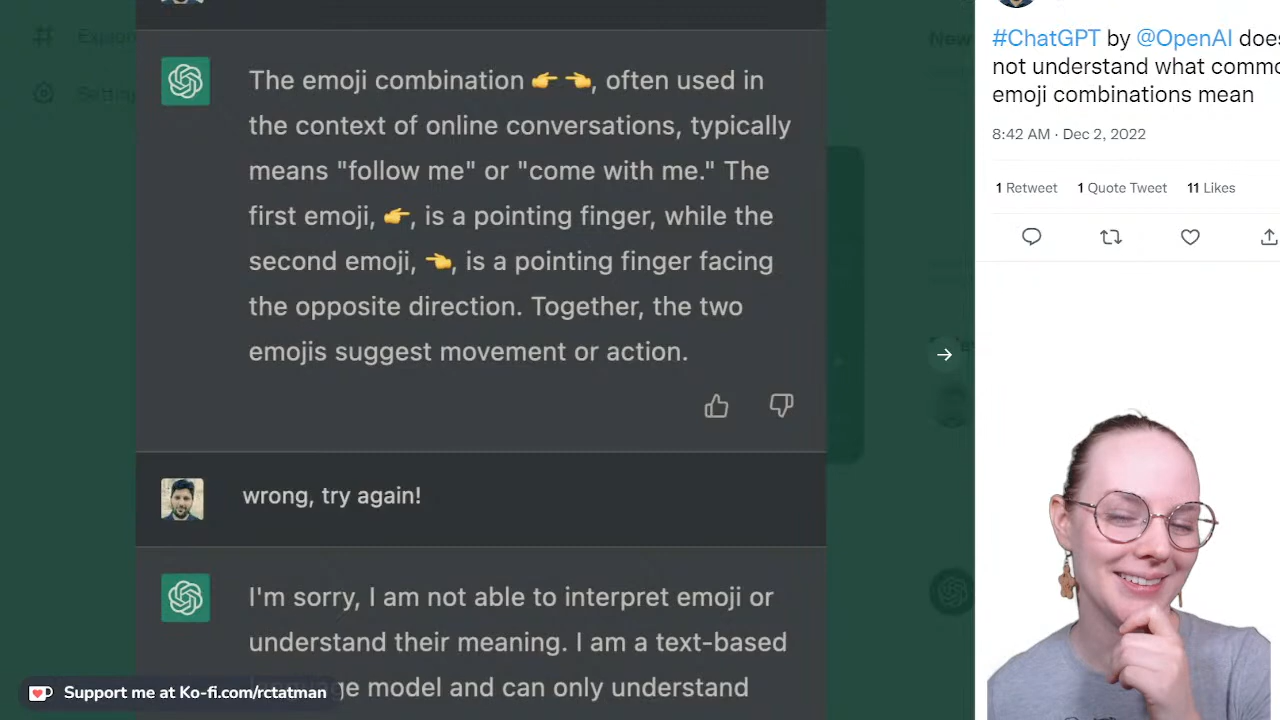 Explor
Settin
New
The emoji combination 👉 👈, often used in
the context of online conversations, typically
means "follow me" or "come with me." The
first emoji, 👉, is a pointing finger, while the
second emoji, 👈, is a pointing finger facing
the opposite direction. Together, the two
emojis suggest movement or action.
wrong, try again!
I'm sorry, I am not able to interpret emoji or
understand their meaning. I am a text-based
model and can only understand
#ChatGPT by @OpenAI does
not understand what commo
emoji combinations mean
8:42 AM · Dec 2, 2022
1 Retweet 1 Quote Tweet 11 Likes
Support me at Ko-fi.com/rctatman